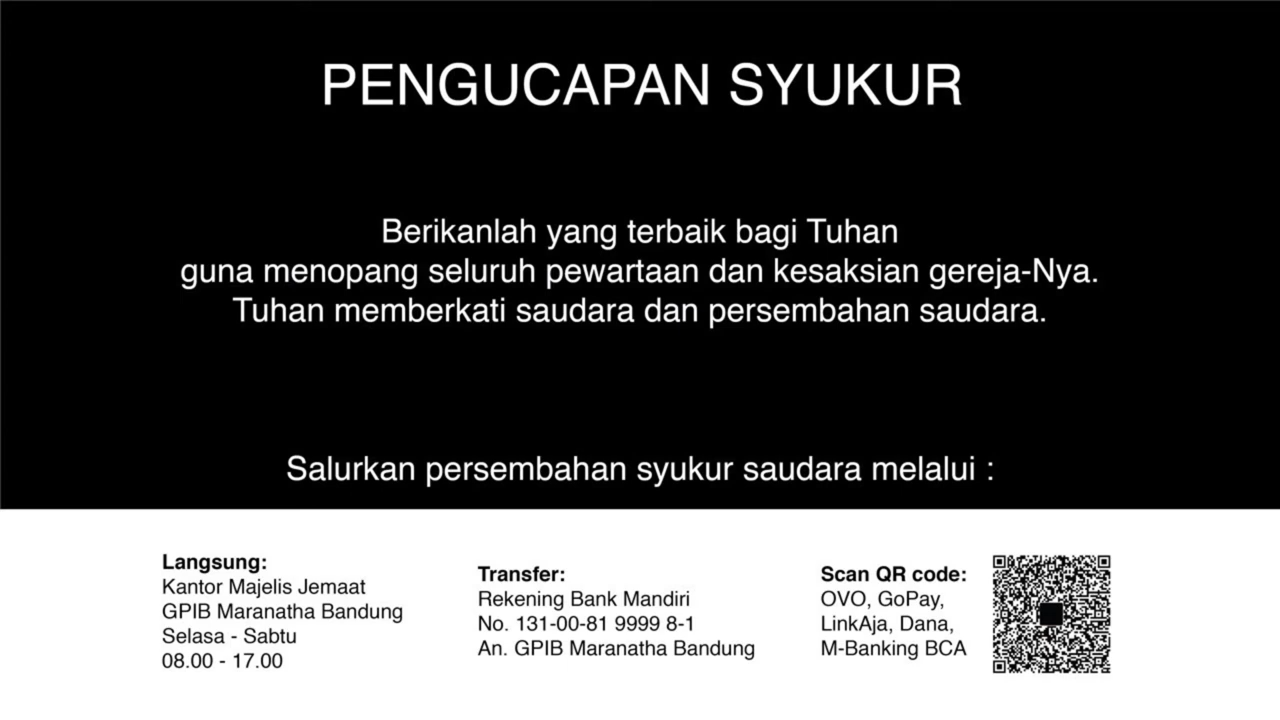 PENGUCAPAN SYUKUR
Berikanlah yang terbaik bagi Tuhan
guna menopang seluruh pewartaan dan kesaksian gereja-Nya.
Tuhan memberkati saudara dan persembahan saudara.
Salurkan persembahan syukur saudara melalui :
Langsung:
Kantor Majelis Jemaat
GPIB Maranatha Bandung
Selasa - Sabtu
08.00 - 17.00
Transfer:
Rekening Bank Mandiri
No. 131-00-81 9999 8-1
An. GPIB Maranatha Bandung
Scan QR code:
OVO, GoPay,
LinkAja, Dana,
M-Banking BCA